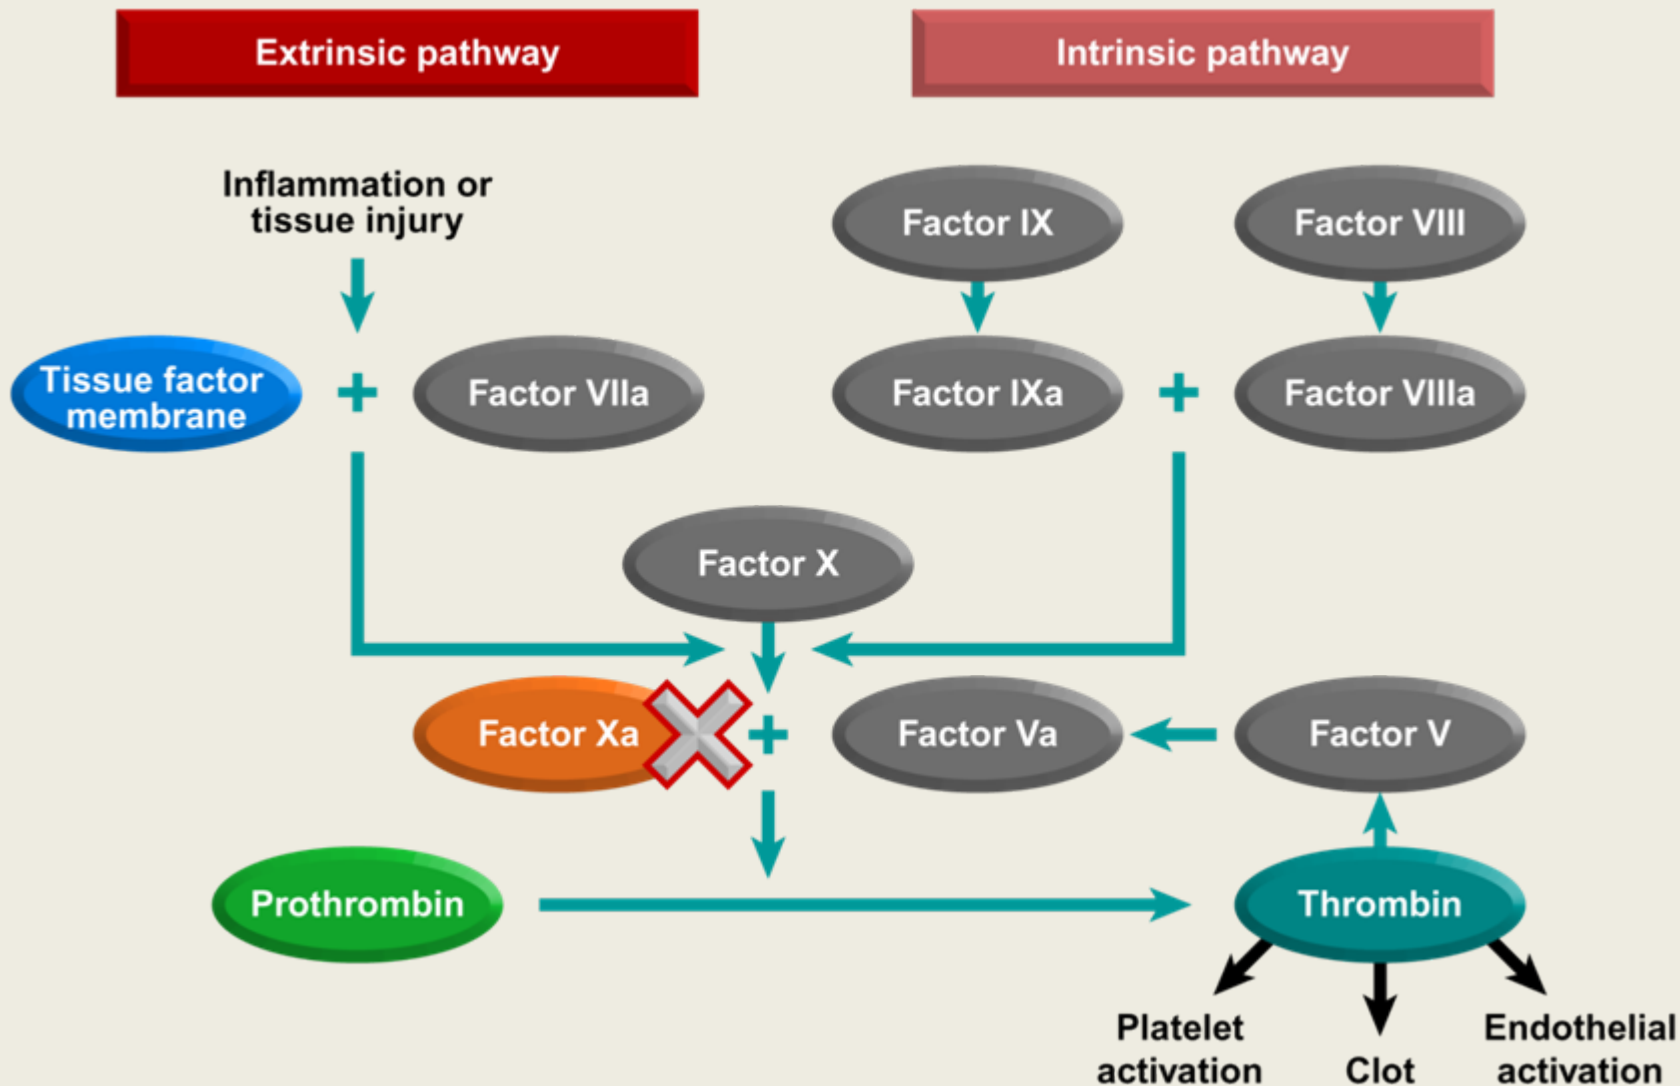 Extrinsic pathway
Intrinsic pathway
Inflammation or
tissue injury
Factor IX
Factor VIII
Tissue factor
membrane
+
Factor VIIa
Factor IXa
+
Factor VIIIa
Factor X
Factor Xa
+
Factor Va
Factor V
Prothrombin
Thrombin
Platelet
activation
Clot
Endothelial
activation